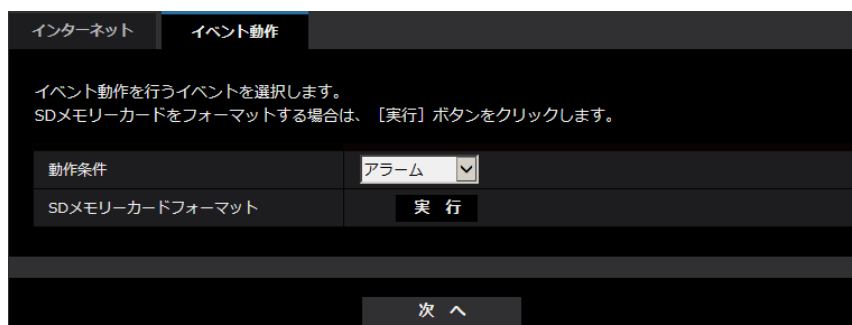 インターネット
イベント動作
イベント動作を行うイベントを選択します。
SDメモリーカードをフォーマットする場合は、［実行］ボタンをクリックします。
動作条件
アラーム
SDメモリーカードフォーマット
実 行
次 へ